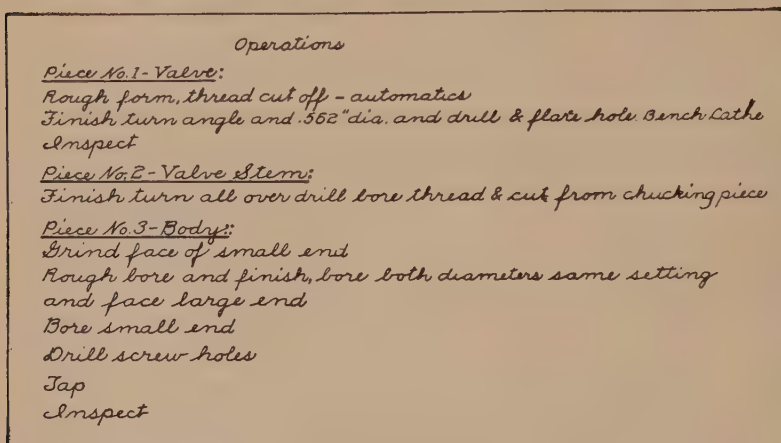 Operations
Piece No.1-Valve:
Rough form, thread cut off - automatics
Finish turn angle and .562" dia. and drill & flare hole. Bench Lathe
Inspect
Piece No.2-Valve Stem:
Finish turn all over drill bore thread & cut from chucking piece
Piece No.3-Body:
Grind face of small end
Rough bore and finish, bore both diameters same setting
and face large end
Bore small end
Drill screw holes
Tap
Inspect